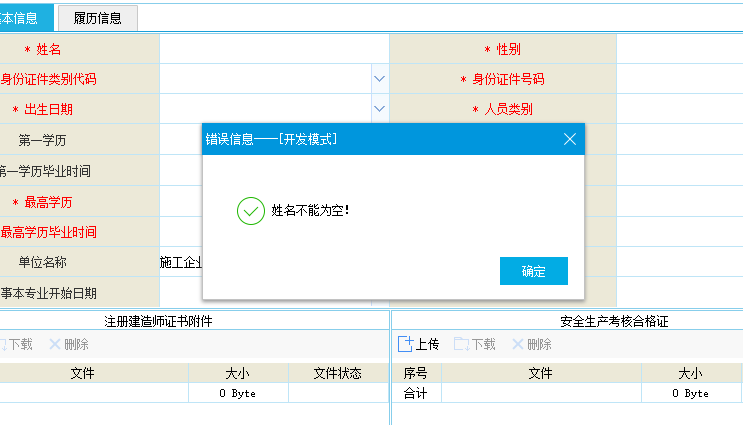 本信息 履历信息
* 姓名 * 性别
身份证件类别代码 * 身份证件号码
* 出生日期 * 人员类别
第一学历
第一学历毕业时间
* 最高学历
最高学历毕业时间
单位名称 施工企业
事本专业开始日期
错误信息——[开发模式]
姓名不能为空!
确定
注册建造师证书附件 安全生产考核合格证
下载 删除 上传 下载 删除
文件 大小 文件状态 序号 文件 大小
0 Byte 合计 0 Byte